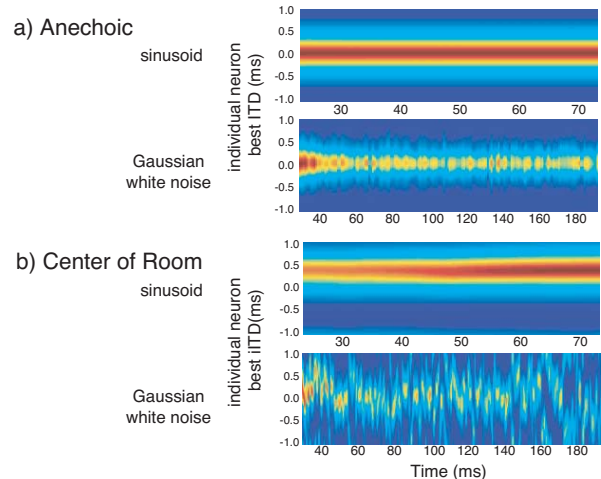 a) Anechoic
sinusoid
1.0
0.5
0.0
-0.5
-1.0
30 40 50 60 70
Gaussian
white noise
1.0
0.5
0.0
-0.5
-1.0
40 60 80 100 120 140 160 180
individual neuron
best ITD (ms)
b) Center of Room
sinusoid
1.0
0.5
0.0
-0.5
-1.0
30 40 50 60 70
Gaussian
white noise
1.0
0.5
0.0
-0.5
-1.0
40 60 80 100 120 140 160 180
individual neuron
best iITD(ms)
Time (ms)